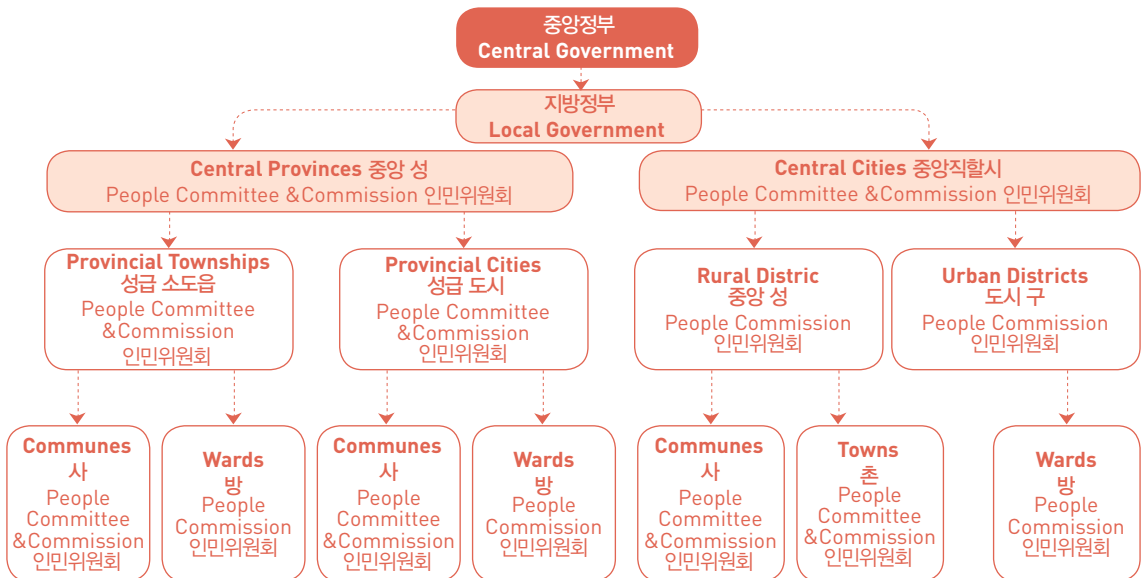 중앙정부
Central Government
지방정부
Local Government
Central Provinces 중앙 성
People Committee &Commission 인민위원회
Central Cities 중앙직할시
People Committee &Commission 인민위원회
Provincial Townships
성급 소도읍
People Committee
&Commission
인민위원회
Provincial Cities
성급 도시
People Committee
&Commission
인민위원회
Rural Distric
중앙 성
People Commission
인민위원회
Urban Districts
도시 구
People Commission
인민위원회
Communes
사
People
Committee
&Commission
인민위원회
Wards
방
People
Commission
인민위원회
Communes
사
People
Committee
&Commission
인민위원회
Wards
방
People
Commission
인민위원회
Communes
사
People
Committee
&Commission
인민위원회
Towns
촌
People
Committee
&Commission
인민위원회
Wards
방
People
Commission
인민위원회